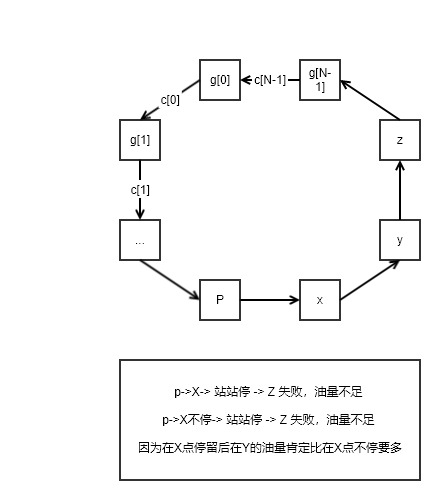 g[0]
c[N-1]
g[N-
1]
c[0]
g[1]
z
c[1]
...
y
P
x
p->X-> 站站停 -> Z 失败，油量不足
p->X不停-> 站站停 -> Z 失败，油量不足
因为在X点停留后在Y的油量肯定比在X点不停要多